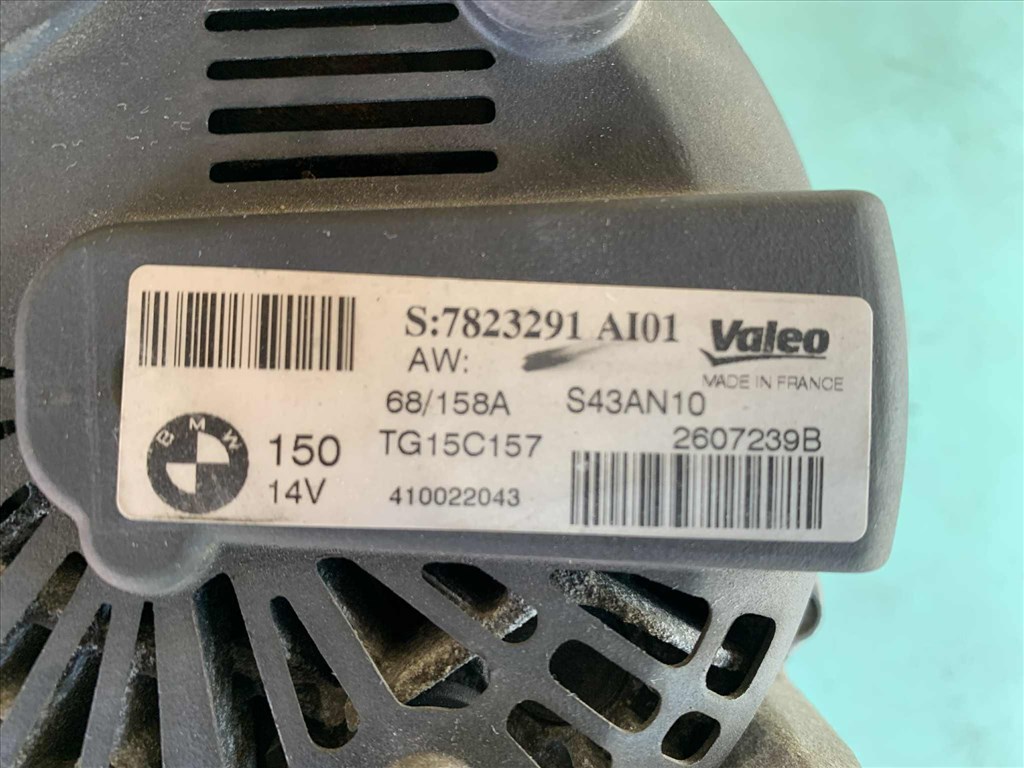 S:7823291 AI01
AW:
Valeo
MADE IN FRANCE
68/158A S43AN10
BMW
150
TG15C157
2607239B
14V
410022043